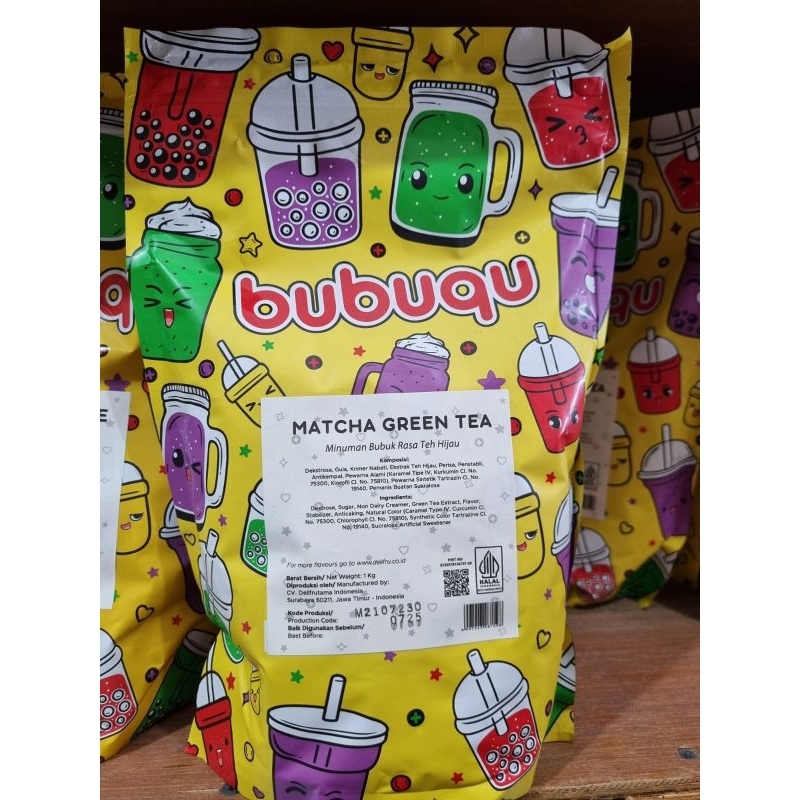 bubuqu
MATCHA GREEN TEA
Minuman Bubuk Rasa Teh Hijau
Komposisi:
Dekstrosa, Gula, Krimer Nabati, Ekstrak Teh Hijau, Perisa, Penstabil,
Antikempal, Pewarna Alami (Karamel Tipe IV, Kurkumin CI. No.
75300, Klorofil CI. No. 75810), Pewarna Sintetik Tartrazin CI. No.
19140, Pemanis Buatan Sukralosa
Ingredients:
Dextrose, Sugar, Non Dairy Creamer, Green Tea Extract, Flavor,
Stabilizer, Anticaking, Natural Color (Caramel Type IV, Curcumin CI.
No. 75300, Chlorophyll CI. No. 75810), Synthetic Color Tartrazine CI.
No. 19140, Sucralose Artificial Sweetener
For more flavours go to www.delifru.co.id
Berat Bersih/ Net Weight: 1 Kg
Diproduksi oleh/ Manufactured by:
CV. Delifrutama Indonesia
Surabaya 60211, Jawa Timur - Indonesia
Kode Produksi/
Production Code:
M2107230
Baik Digunakan Sebelum/
Best Before:
0725
PIRT NO
HALAL
INDONESIA
qu